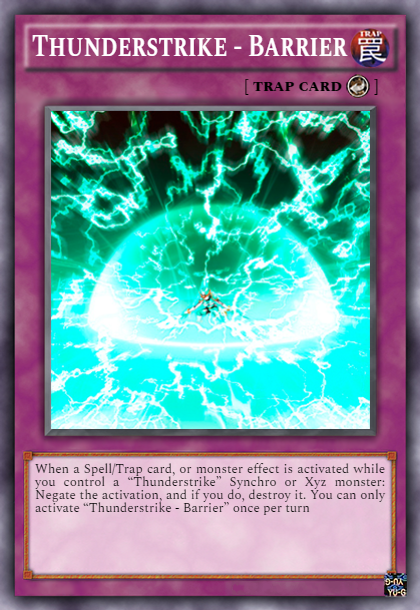 THUNDERSTRIKE - BARRIER
TRAP
罠
[ TRAP CARD ]
When a Spell/Trap card, or monster effect is activated while
you control a “Thunderstrike” Synchro or Xyz monster:
Negate the activation, and if you do, destroy it. You can only
activate “Thunderstrike - Barrier” once per turn
YU-G
YU-G